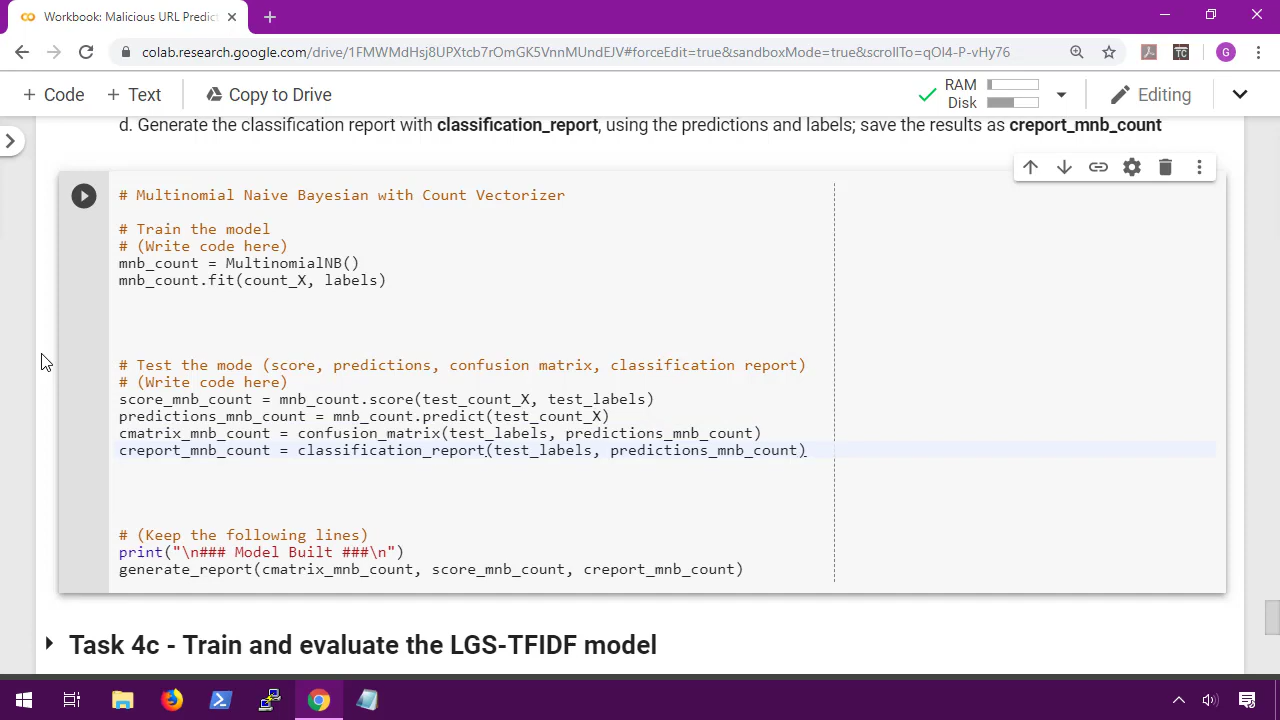 Workbook: Malicious URL Predict
colab.research.google.com/drive/1FMWMdHsj8UPXtcb7rOmGK5VnnMUndEJV#forceEdit=true&sandboxMode=true&scrollTo=qOl4-P-vHy76
TC
G
+ Code + Text Copy to Drive
RAM
Disk
Editing
d. Generate the classification report with classification_report, using the predictions and labels; save the results as creport_mnb_count
# Multinomial Naive Bayesian with Count Vectorizer
# Train the model
# (Write code here)
mnb_count = MultinomialNB()
mnb_count.fit(count_X, labels)
# Test the mode (score, predictions, confusion matrix, classification report)
# (Write code here)
score_mnb_count = mnb_count.score(test_count_X, test_labels)
predictions_mnb_count = mnb_count.predict(test_count_X)
cmatrix_mnb_count = confusion_matrix(test_labels, predictions_mnb_count)
creport_mnb_count = classification_report(test_labels, predictions_mnb_count)
# (Keep the following lines)
print("\n### Model Built ###\n")
generate_report(cmatrix_mnb_count, score_mnb_count, creport_mnb_count)
Task 4c - Train and evaluate the LGS-TFIDF model